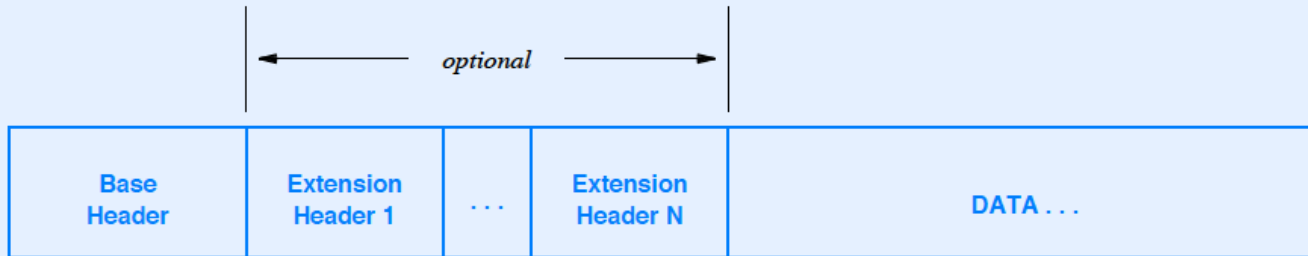 optional
Base
Header
Extension
Header 1
. . .
Extension
Header N
DATA . . .